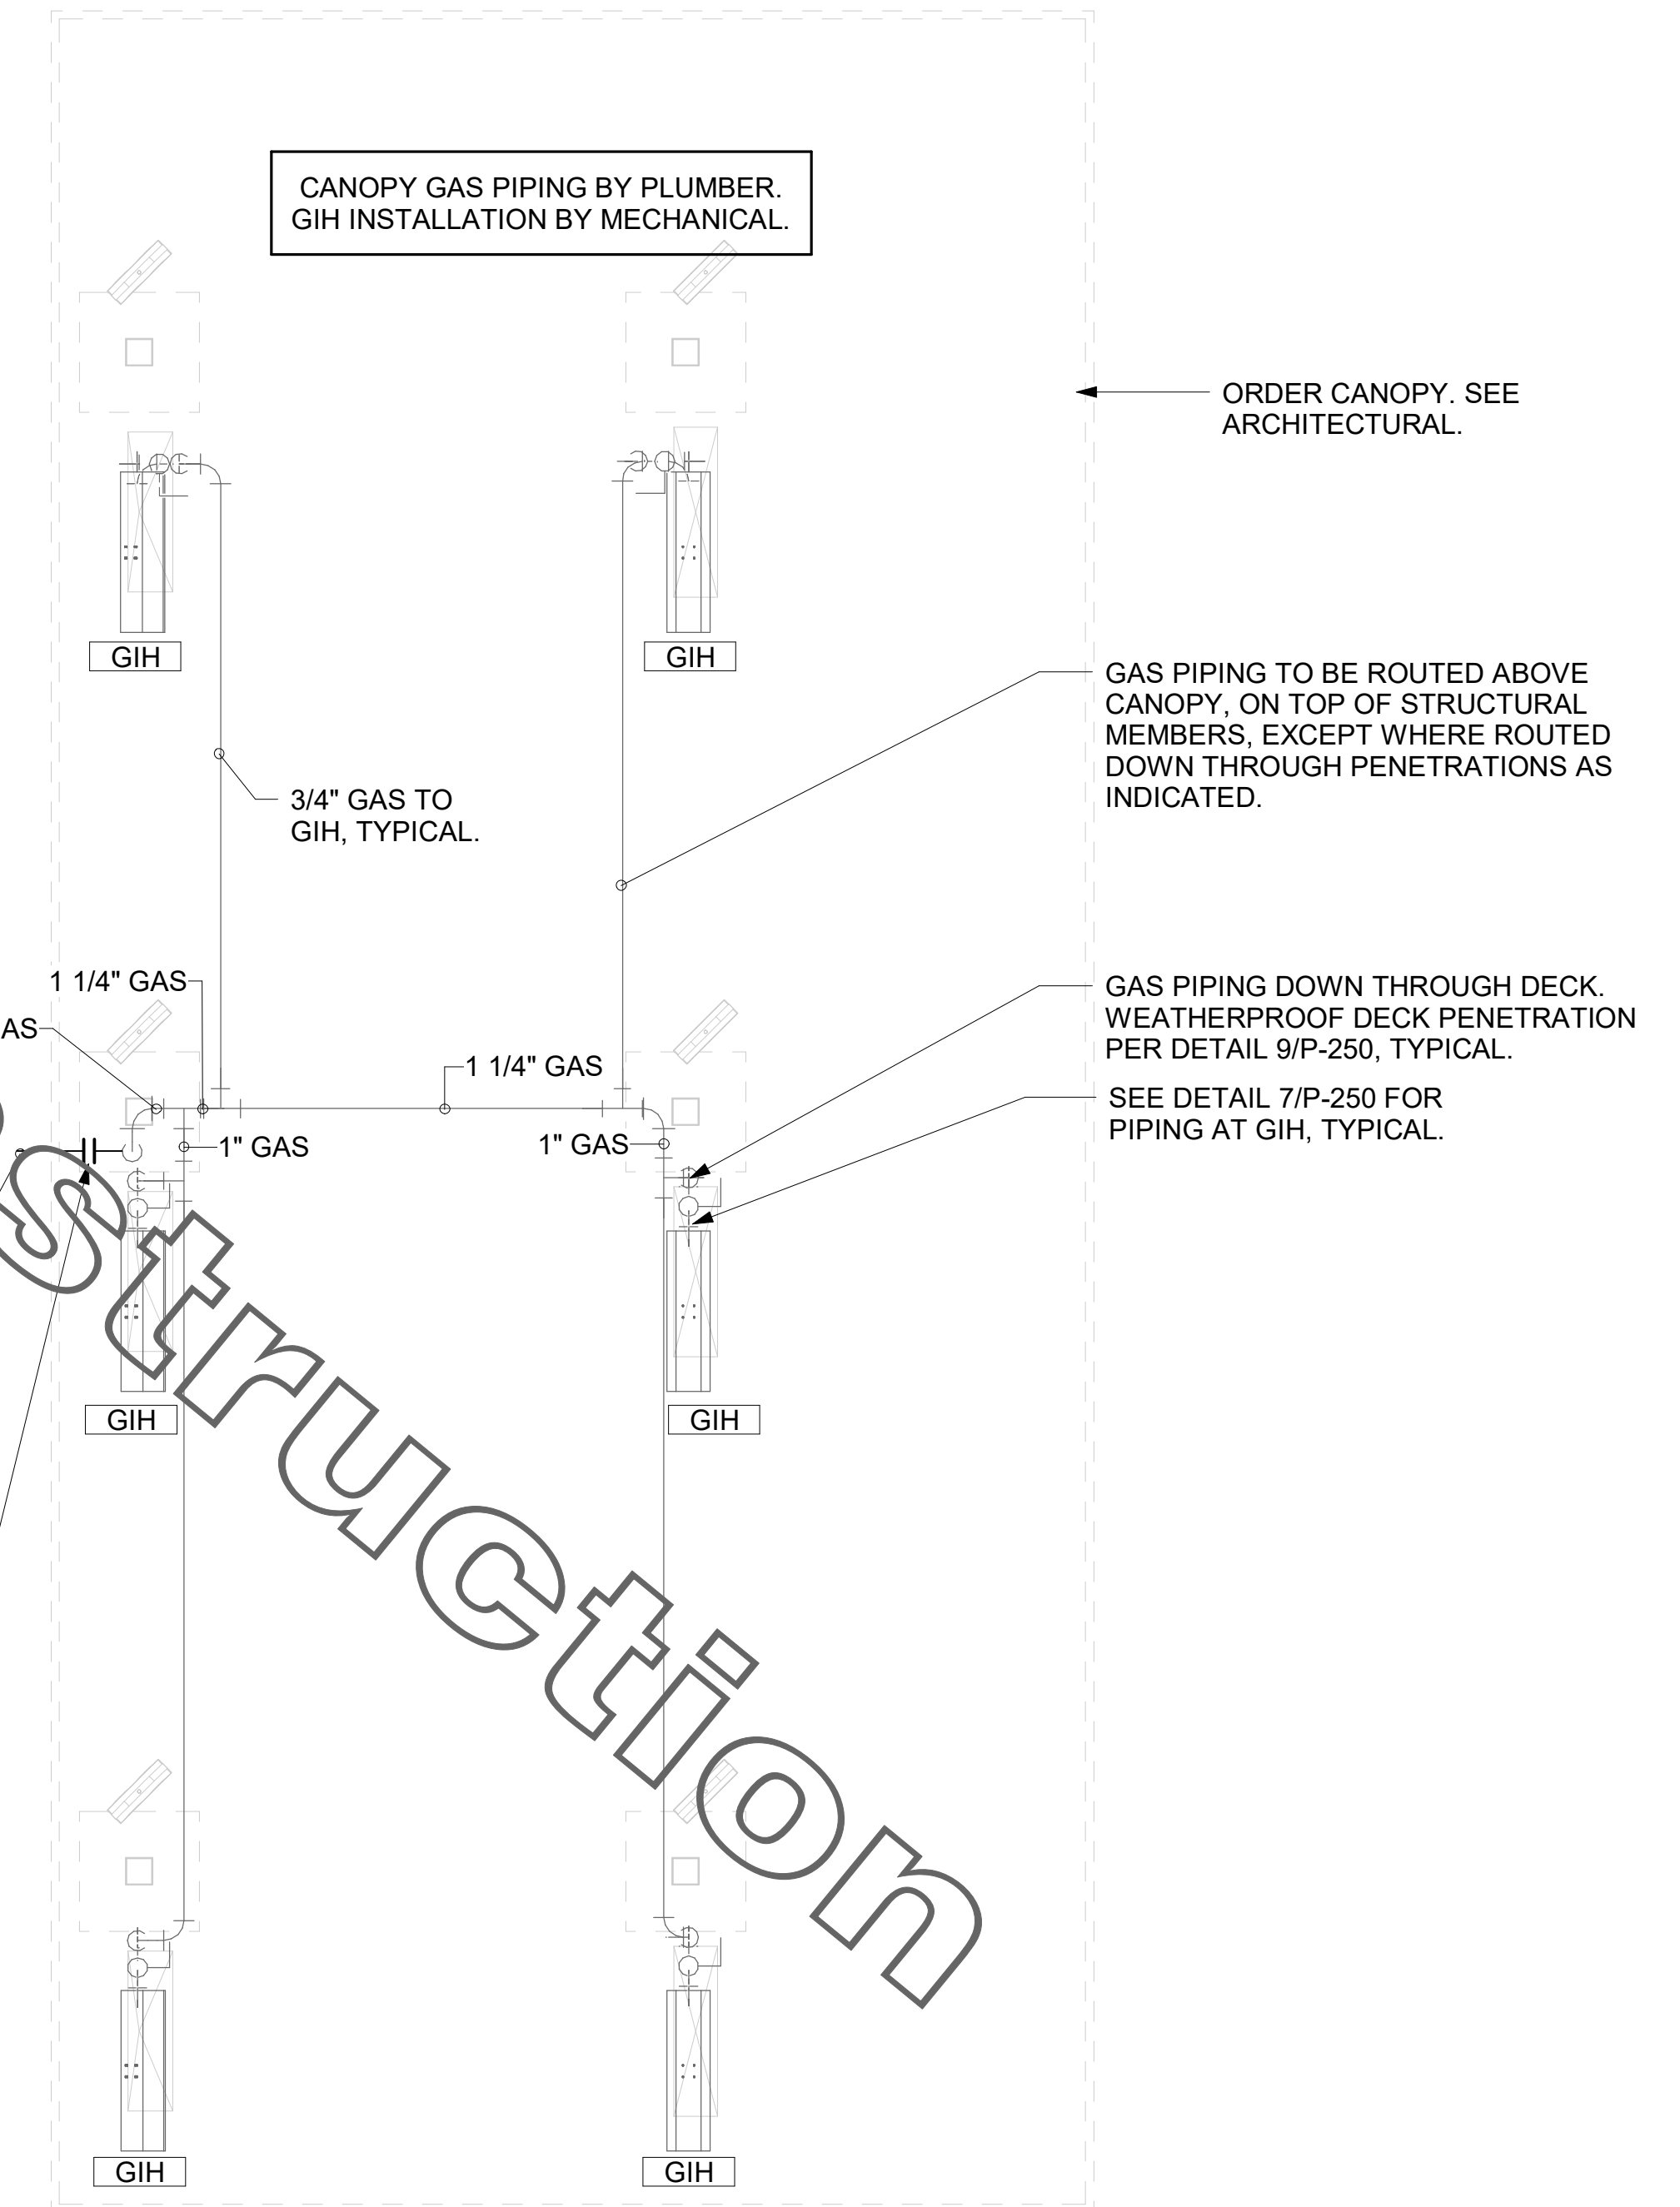 CANOPY GAS PIPING BY PLUMBER.
GIH INSTALLATION BY MECHANICAL.
ORDER CANOPY. SEE
ARCHITECTURAL.
GIH
GIH
GAS PIPING TO BE ROUTED ABOVE
CANOPY, ON TOP OF STRUCTURAL
MEMBERS, EXCEPT WHERE ROUTED
DOWN THROUGH PENETRATIONS AS
INDICATED.
3/4" GAS TO
GIH, TYPICAL.
1 1/4" GAS
AS
1 1/4" GAS
GAS PIPING DOWN THROUGH DECK.
WEATHERPROOF DECK PENETRATION
PER DETAIL 9/P-250, TYPICAL.
SEE DETAIL 7/P-250 FOR
PIPING AT GIH, TYPICAL.
1" GAS
1" GAS
GIH
GIH
struction
GIH
GIH